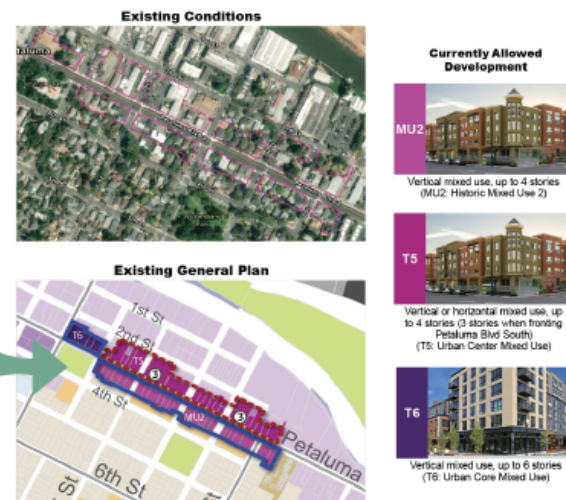 Existing Conditions
taluma
Existing General Plan
T6
1st St
2nd St
T5
3
3
4th St
MU2
Petaluma
6th St
St
Currently Allowed
Development
MU2
Vertical mixed use, up to 4 stories
(MU2: Historic Mixed Use 2)
T5
Vertical or horizontal mixed use, up
to 4 stories (3 stories when fronting
Petaluma Blvd South)
(T5: Urban Center Mixed Use)
T6
Vertical mixed use, up to 6 stories
(T6: Urban Core Mixed Use)